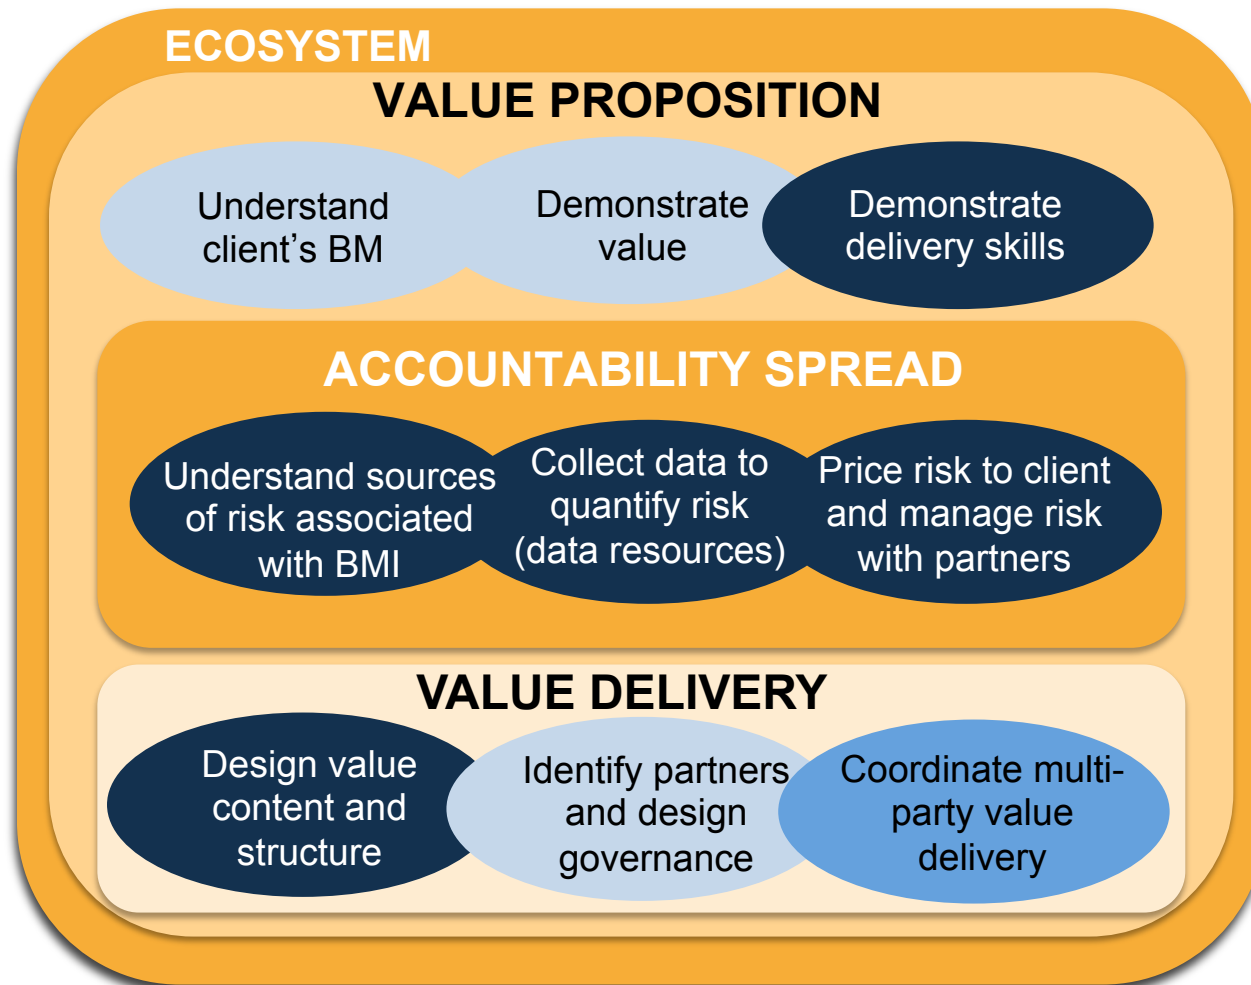 ECOSYSTEM
VALUE PROPOSITION
Understand
client’s BM
Demonstrate
value
Demonstrate
delivery skills
ACCOUNTABILITY SPREAD
Understand sources
of risk associated
with BMI
Collect data to
quantify risk
(data resources)
Price risk to client
and manage risk
with partners
VALUE DELIVERY
Design value
content and
structure
Identify partners
and design
governance
Coordinate multi-
party value
delivery